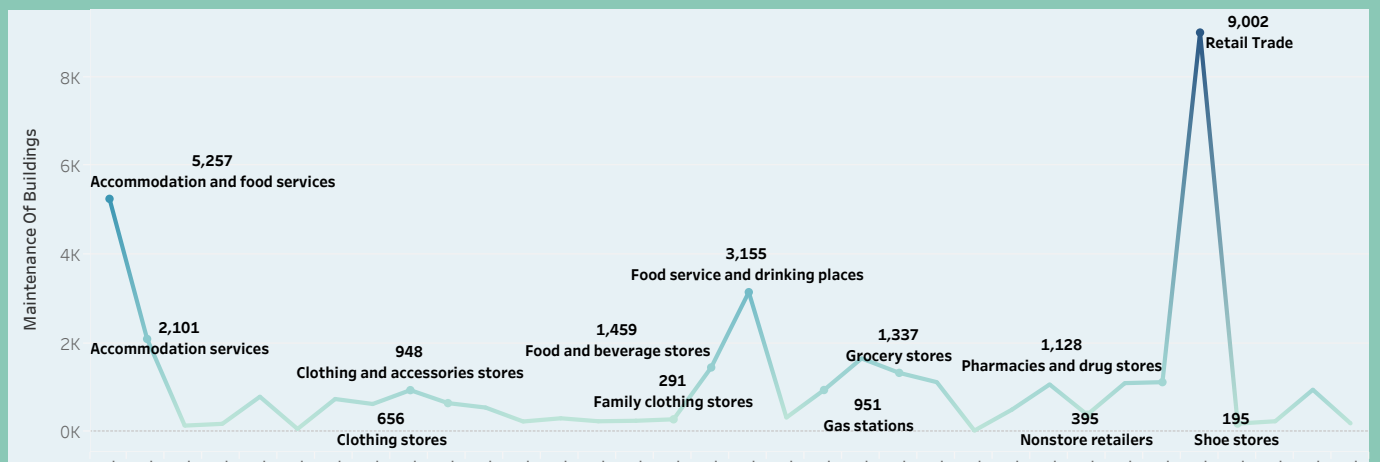 9,002
Retail Trade
8K
Maintenance Of Buildings
6K
5,257
Accommodation and food services
4K
3,155
Food service and drinking places
2K
2,101
Accommodation services
948
Clothing and accessories stores
1,459
Food and beverage stores
291
Family clothing stores
1,337
Grocery stores
1,128
Pharmacies and drug stores
951
Gas stations
0K
656
Clothing stores
395
Nonstore retailers
195
Shoe stores